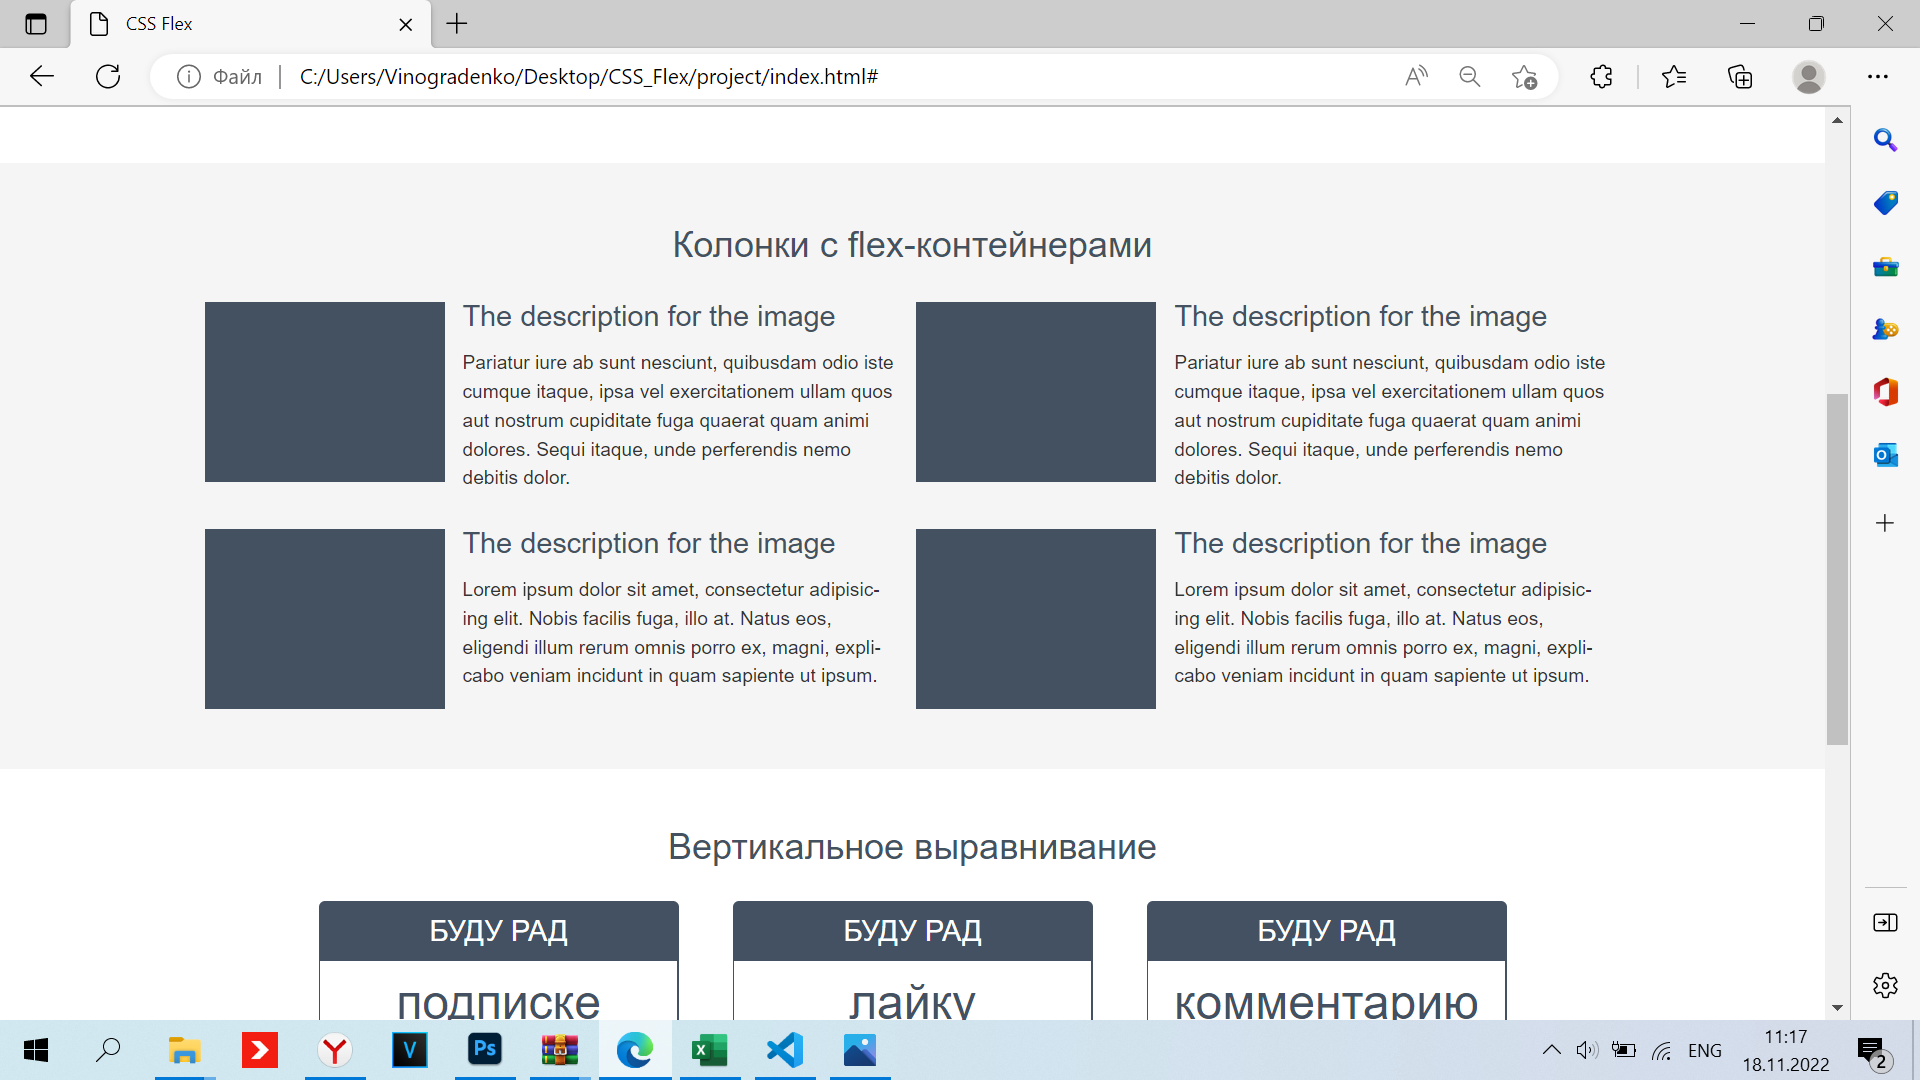 CSS Flex
Файл
C:/Users/Vinogradenko/Desktop/CSS_Flex/project/index.html#
Колонки с flex-контейнерами
The description for the image
Pariatur iure ab sunt nesciunt, quibusdam odio iste
cumque itaque, ipsa vel exercitationem ullam quos
aut nostrum cupiditate fuga quaerat quam animi
dolores. Sequi itaque, unde perferendis nemo
debitis dolor.
The description for the image
Pariatur iure ab sunt nesciunt, quibusdam odio iste
cumque itaque, ipsa vel exercitationem ullam quos
aut nostrum cupiditate fuga quaerat quam animi
dolores. Sequi itaque, unde perferendis nemo
debitis dolor.
The description for the image
Lorem ipsum dolor sit amet, consectetur adipisic-
ing elit. Nobis facilis fuga, illo at. Natus eos,
eligendi illum rerum omnis porro ex, magni, expli-
cabo veniam incidunt in quam sapiente ut ipsum.
The description for the image
Lorem ipsum dolor sit amet, consectetur adipisic-
ing elit. Nobis facilis fuga, illo at. Natus eos,
eligendi illum rerum omnis porro ex, magni, expli-
cabo veniam incidunt in quam sapiente ut ipsum.
Вертикальное выравнивание
БУДУ РАД
подписке
БУДУ РАД
лайку
БУДУ РАД
комментарию
ENG
11:17
18.11.2022
2